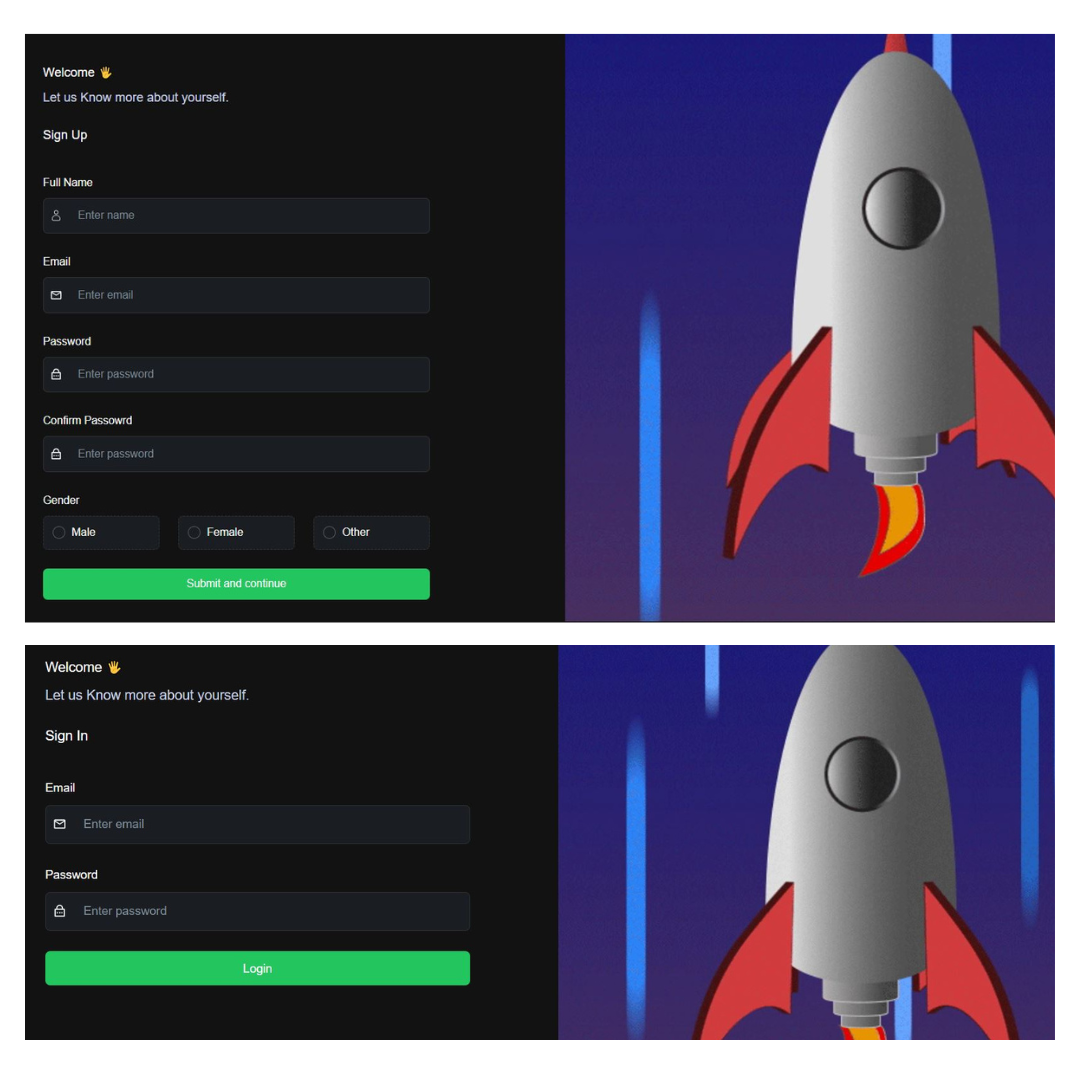 Welcome 🖐
Let us Know more about yourself.
Sign Up
Full Name
Enter name
Email
Enter email
Password
Enter password
Confirm Passowrd
Enter password
Gender
Male Female Other
Submit and continue
Welcome 🖐
Let us Know more about yourself.
Sign In
Email
Enter email
Password
Enter password
Login